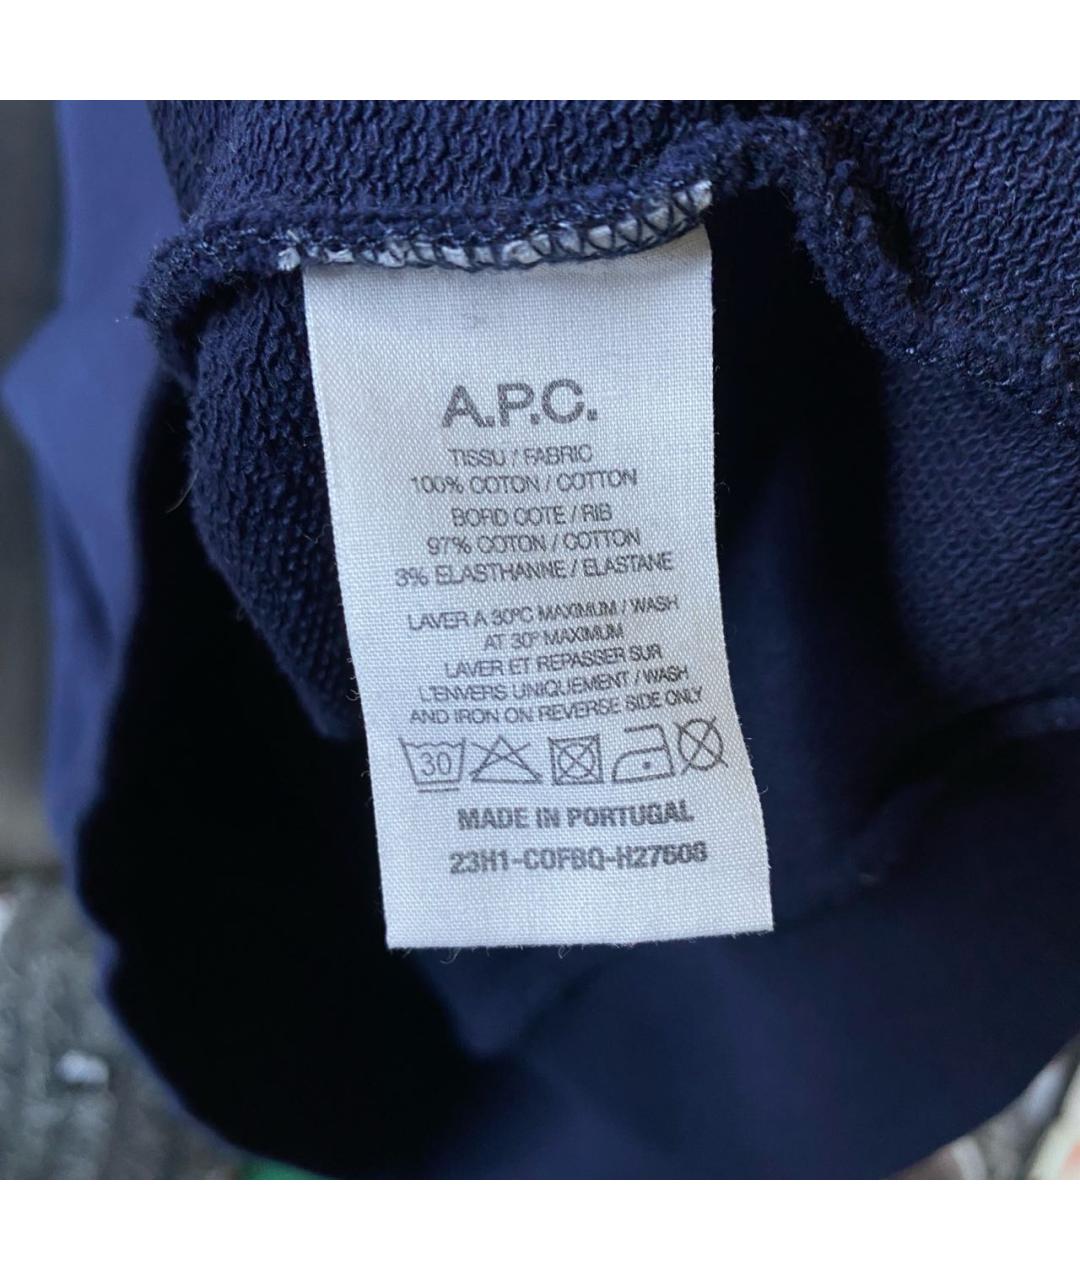 A.P.C.
TISSU / FABRIC
100% COTON / COTTON
BORD COTE / RIB
97% COTON / COTTON
3% ELASTHANNE / ELASTANE
LAVER A 30°C MAXIMUM / WASH
AT 30° MAXIMUM
LAVER ET REPASSER SUR
L'ENVERS UNIQUEMENT / WASH
AND IRON ON REVERSE SIDE ONLY
30
MADE IN PORTUGAL
23H1-COFBQ-H27606